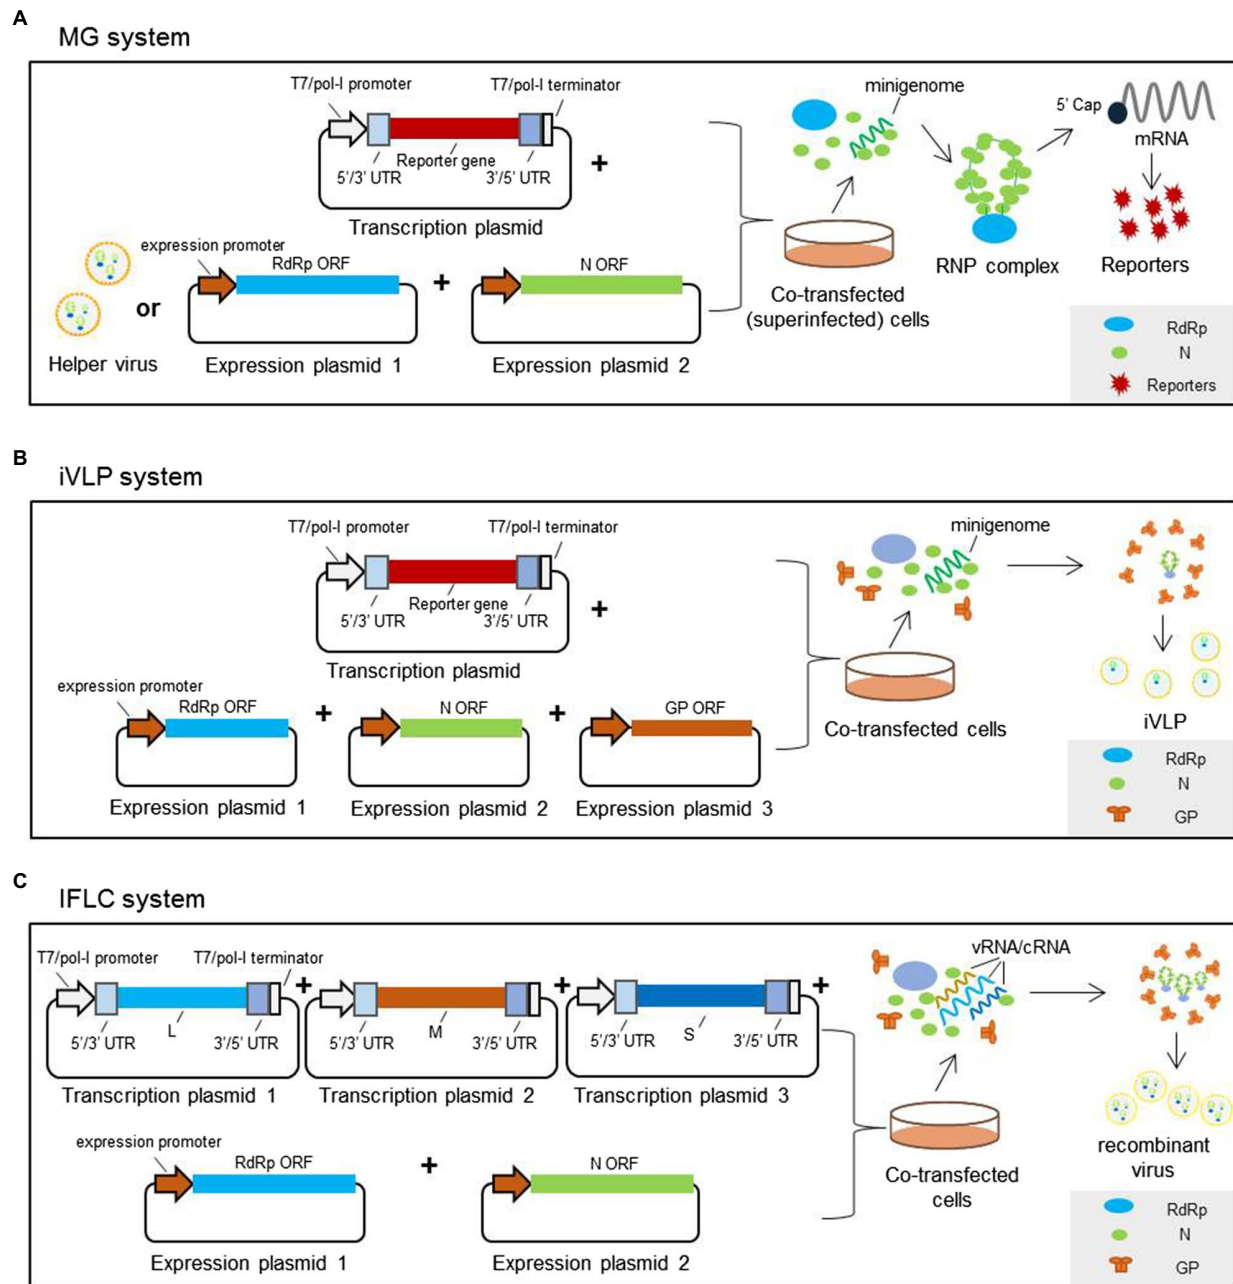 A
MG system
T7/pol-I promoter
T7/pol-I terminator
Reporter gene
5'/3' UTR
3'/5' UTR
+
Transcription plasmid
expression promoter
RdRp ORF
+
N ORF
or
Helper virus
Expression plasmid 1
Expression plasmid 2
minigenome
5' Cap
mRNA
RNP complex
Reporters
Co-transfected
(superinfected) cells
RdRp
N
Reporters
B
iVLP system
T7/pol-I promoter
T7/pol-I terminator
Reporter gene
5'/3' UTR
3'/5' UTR
+
Transcription plasmid
expression promoter
RdRp ORF
+
N ORF
+
GP ORF
Expression plasmid 1
Expression plasmid 2
Expression plasmid 3
minigenome
Co-transfected cells
iVLP
RdRp
N
GP
C
IFLC system
T7/pol-I promoter
T7/pol-I terminator
+
+
+
L
M
S
5'/3' UTR
3'/5' UTR
5'/3' UTR
3'/5' UTR
5'/3' UTR
3'/5' UTR
Transcription plasmid 1
Transcription plasmid 2
Transcription plasmid 3
expression promoter
RdRp ORF
+
N ORF
Expression plasmid 1
Expression plasmid 2
vRNA/cRNA
Co-transfected
cells
recombinant
virus
RdRp
N
GP